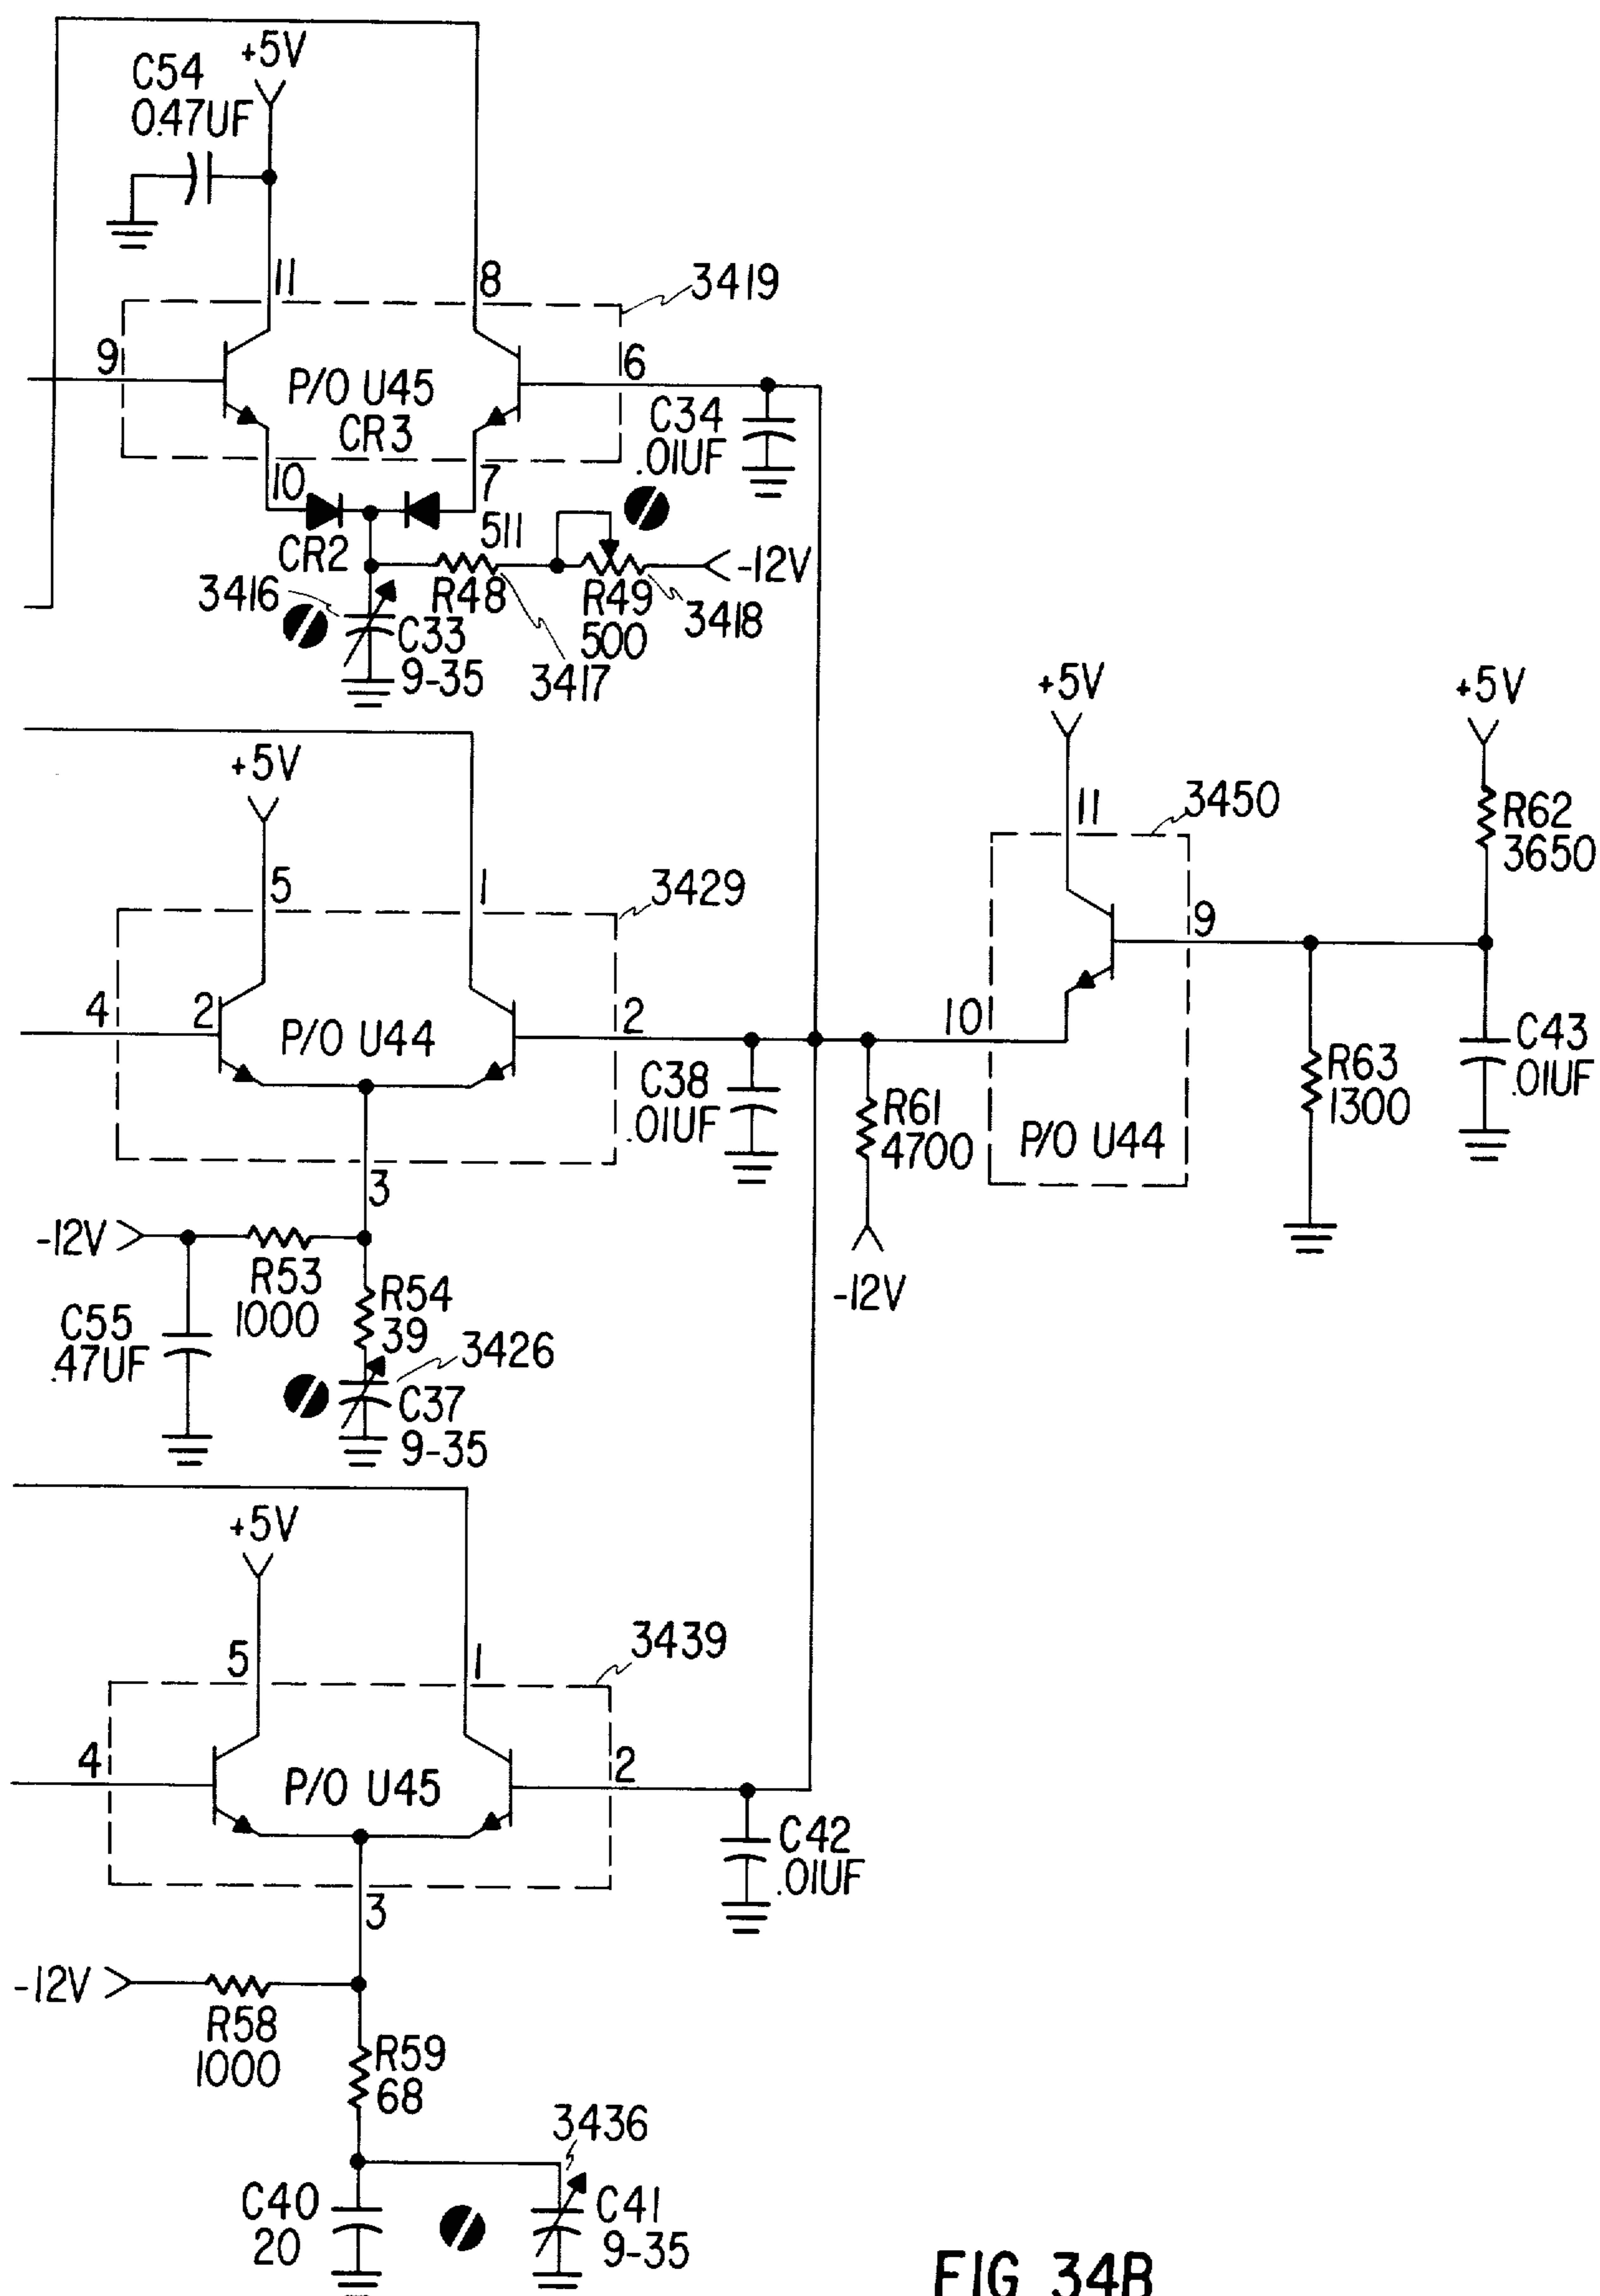 +5V
C54
0.47UF
11
8
3419
9
P/O U45
CR3
6
C34
.01UF
10
7
CR2
511
R48
R49
500
-12V
3416
3418
C33
9-35
3417
+5V
+5V
+5V
5
1
3429
11
3450
R62
3650
4
2
P/O U44
2
10
9
C38
.01UF
R61
4700
P/O U44
R63
1300
C43
.01UF
3
-12V
R53
1000
R54
39
-12V
C55
.47UF
3426
C37
9-35
+5V
5
1
3439
4
P/O U45
2
C42
.01UF
3
-12V
R58
1000
R59
68
3436
C40
20
C41
9-35
FIG 34B